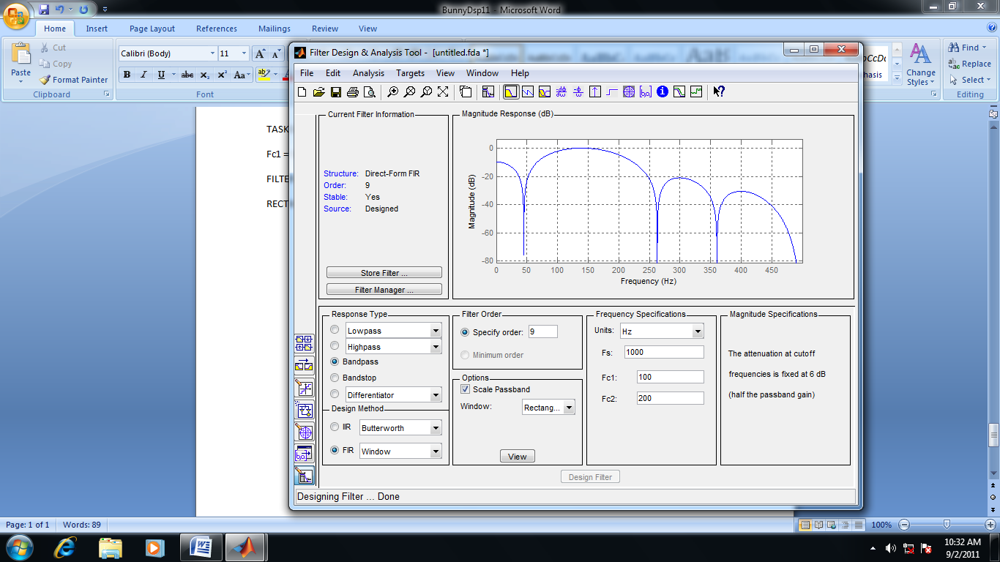 BunnyDsp11 - Microsoft Word
Home Insert Page Layout References Mailings Review View
Paste
Cut
Copy
Format Painter
Clipboard
Calibri (Body) 11
B I U abc x₂ x² Aa
Font
Change Styles
Find
Replace
Select
Editing
TASK
Fc1 =
FILTE
RECT
Filter Design & Analysis Tool - [untitled.fda *]
File Edit Analysis Targets View Window Help
Current Filter Information
Structure: Direct-Form FIR
Order: 9
Stable: Yes
Source: Designed
Store Filter ...
Filter Manager ...
Magnitude Response (dB)
Magnitude (dB)
0
-20
-40
-60
-80
0 50 100 150 200 250 300 350 400 450
Frequency (Hz)
Response Type
Lowpass
Highpass
Bandpass
Bandstop
Differentiator
Design Method
IIR Butterworth
FIR Window
Filter Order
Specify order: 9
Minimum order
Options
Scale Passband
Window: Rectang...
View
Frequency Specifications
Units: Hz
Fs: 1000
Fc1: 100
Fc2: 200
Magnitude Specifications
The attenuation at cutoff
frequencies is fixed at 6 dB
(half the passband gain)
Design Filter
Designing Filter ... Done
Page: 1 of 1 Words: 89
100%
10:32 AM
9/2/2011